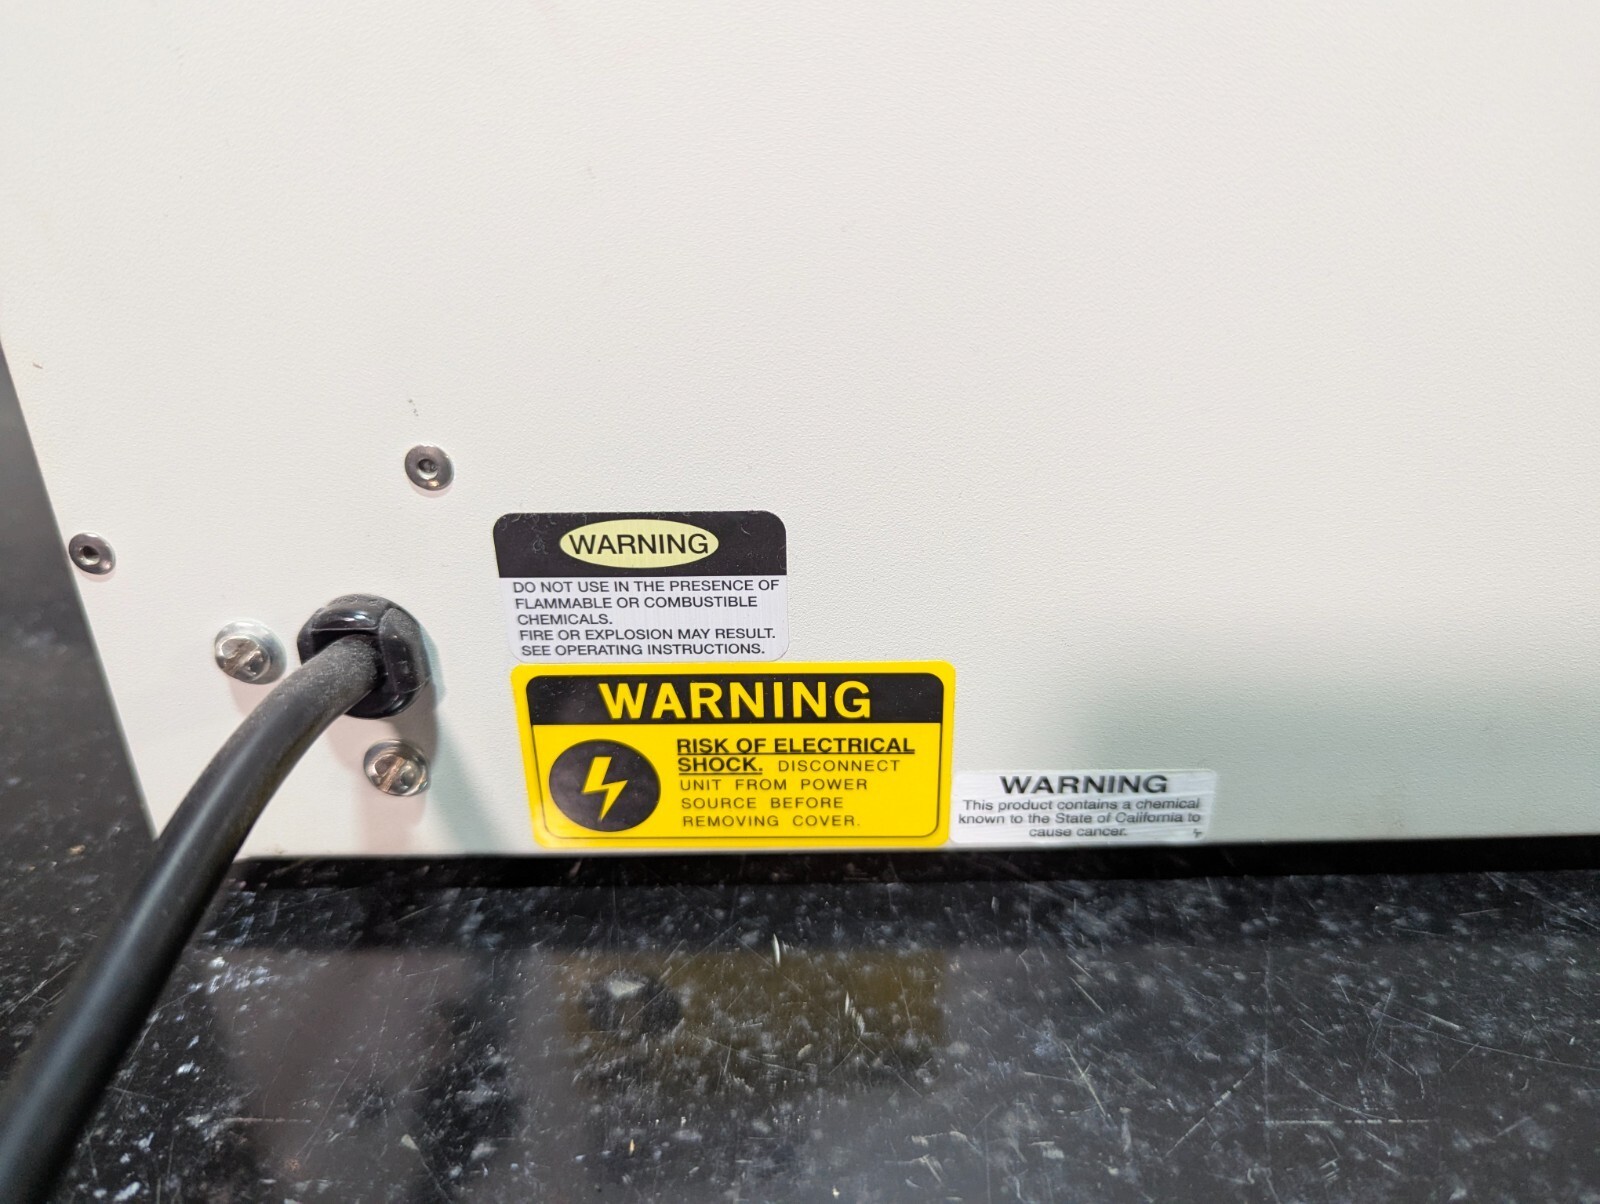 WARNING
DO NOT USE IN THE PRESENCE OF
FLAMMABLE OR COMBUSTIBLE
CHEMICALS.
FIRE OR EXPLOSION MAY RESULT.
SEE OPERATING INSTRUCTIONS.
WARNING
RISK OF ELECTRICAL
SHOCK. DISCONNECT
UNIT FROM POWER
SOURCE BEFORE
REMOVING COVER.
WARNING
This product contains a chemical
known to the State of California to
cause cancer.